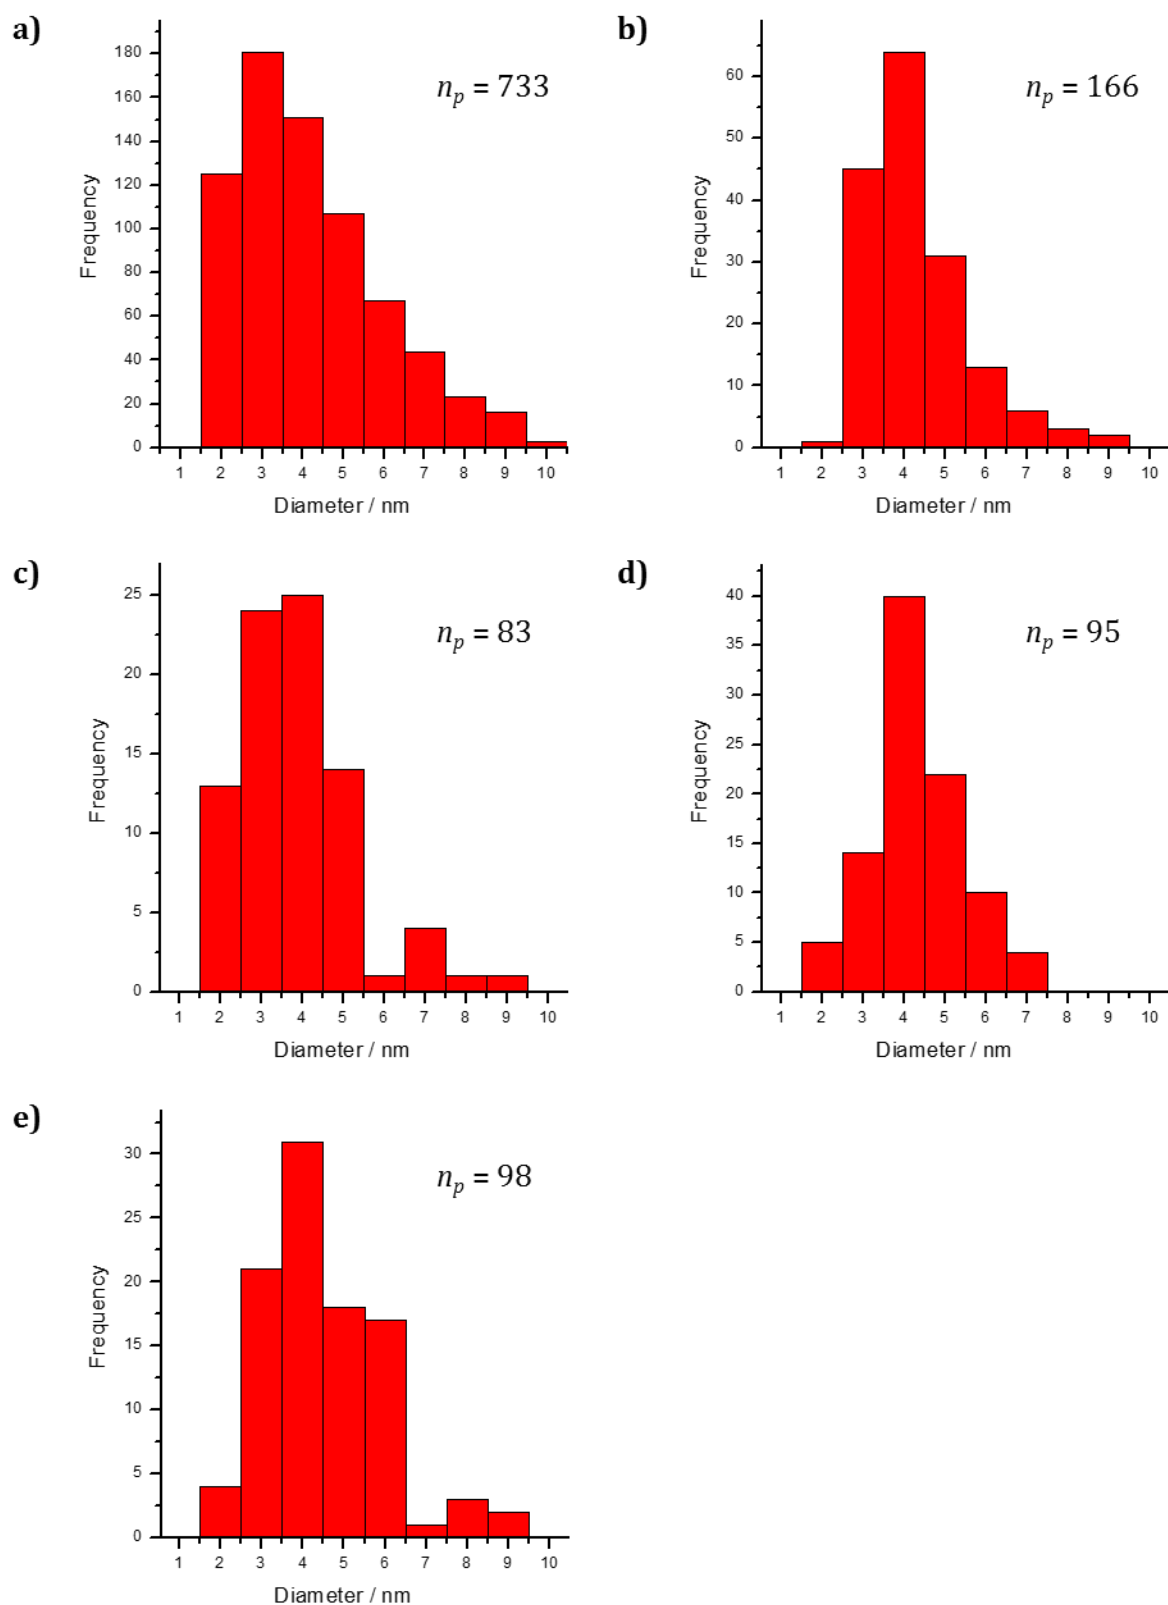 a)
n_p = 733
180
160
140
120
100
80
60
40
20
0
Frequency
1 2 3 4 5 6 7 8 9 10
Diameter / nm
b)
n_p = 166
60
50
40
30
20
10
0
Frequency
1 2 3 4 5 6 7 8 9 10
Diameter / nm
c)
n_p = 83
25
20
15
10
5
0
Frequency
1 2 3 4 5 6 7 8 9 10
Diameter / nm
d)
n_p = 95
40
35
30
25
20
15
10
5
0
Frequency
1 2 3 4 5 6 7 8 9 10
Diameter / nm
e)
n_p = 98
30
25
20
15
10
5
0
Frequency
1 2 3 4 5 6 7 8 9 10
Diameter / nm